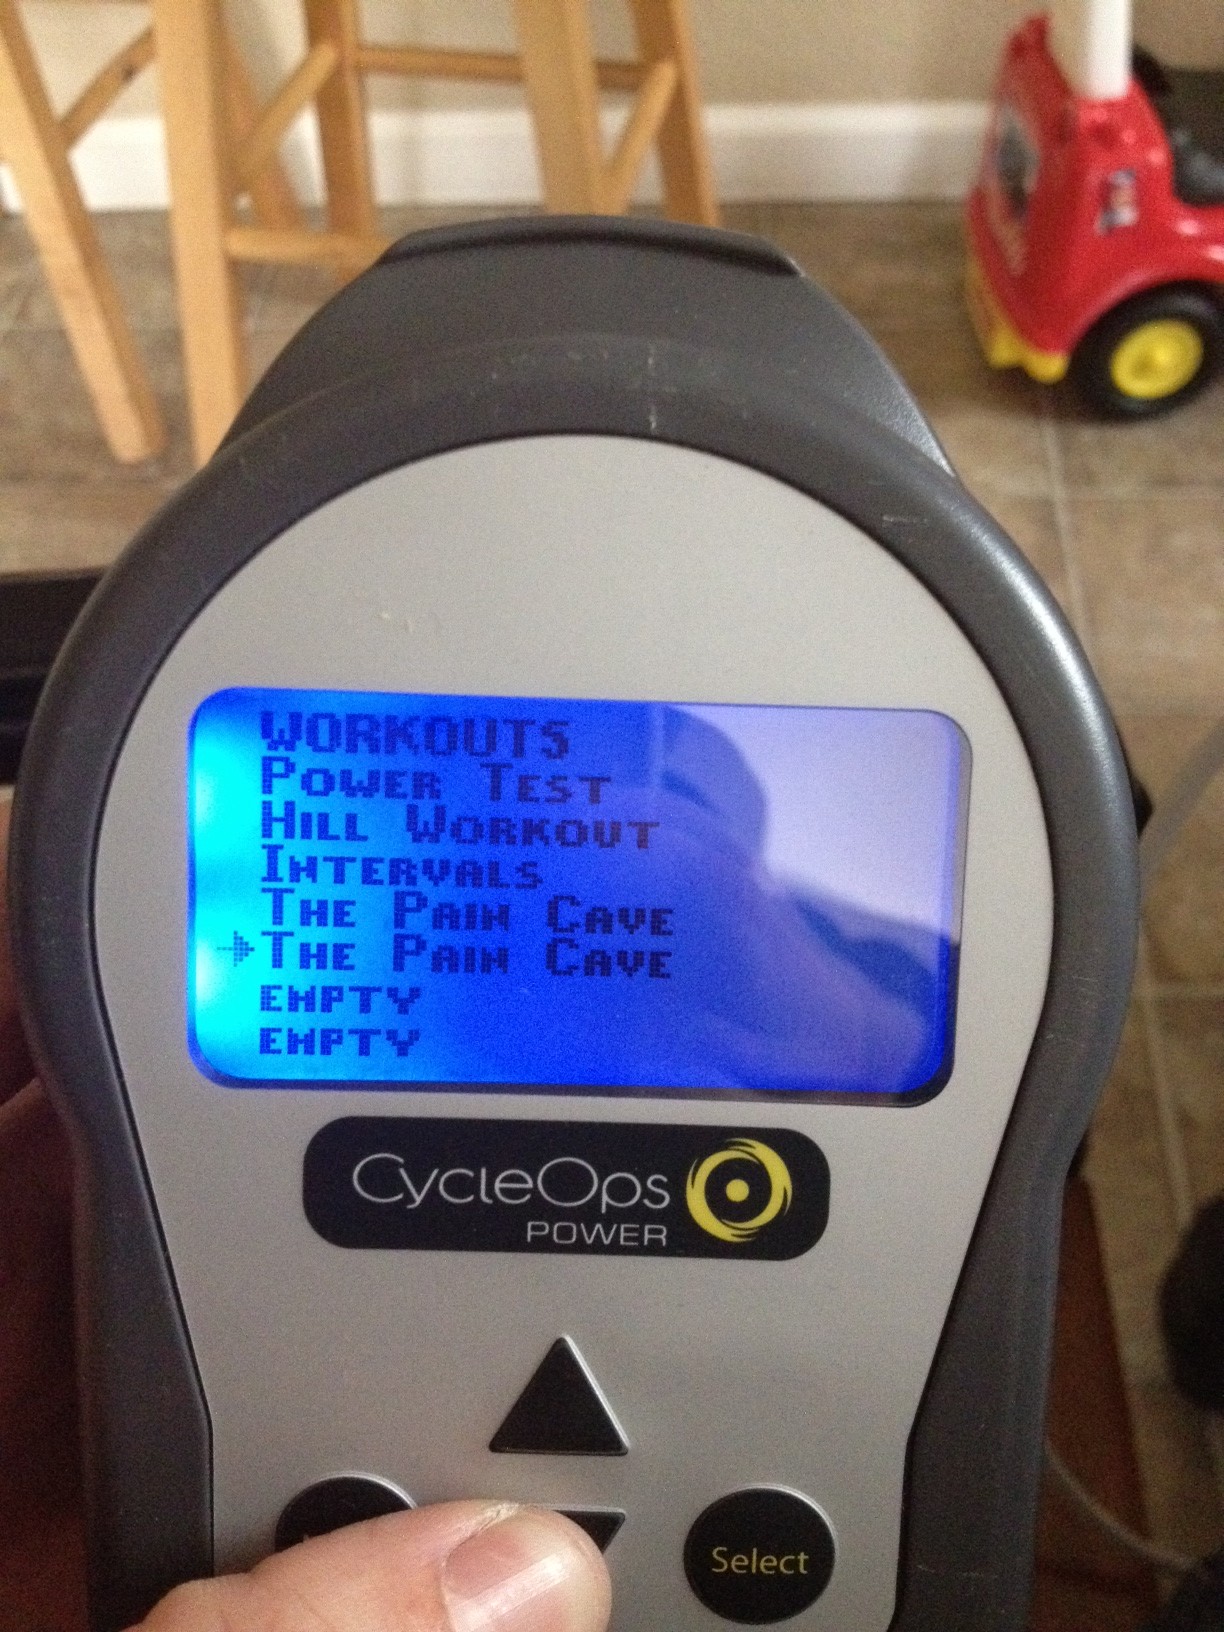 WORKOUTS
POWER TEST
HILL WORKOUT
INTERVALS
THE PAIN CAVE
→THE PAIN CAVE
EMPTY
EMPTY
CycleOps
POWER
Select